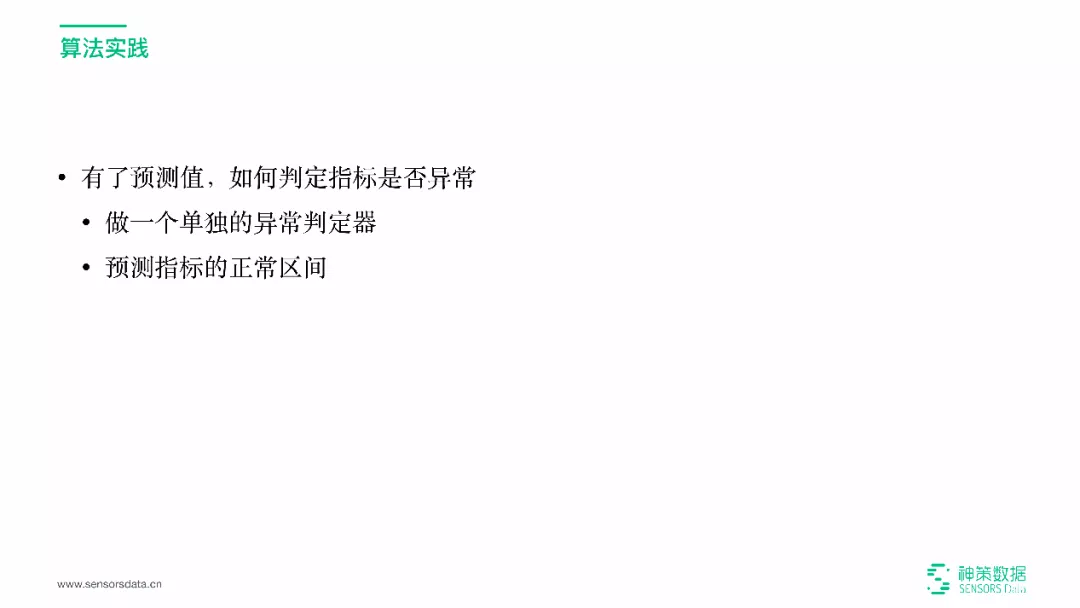 算法实践
• 有了预测值，如何判定指标是否异常
• 做一个单独的异常判定器
• 预测指标的正常区间
www.sensorsdata.cn
神策数据
SENSORS Data